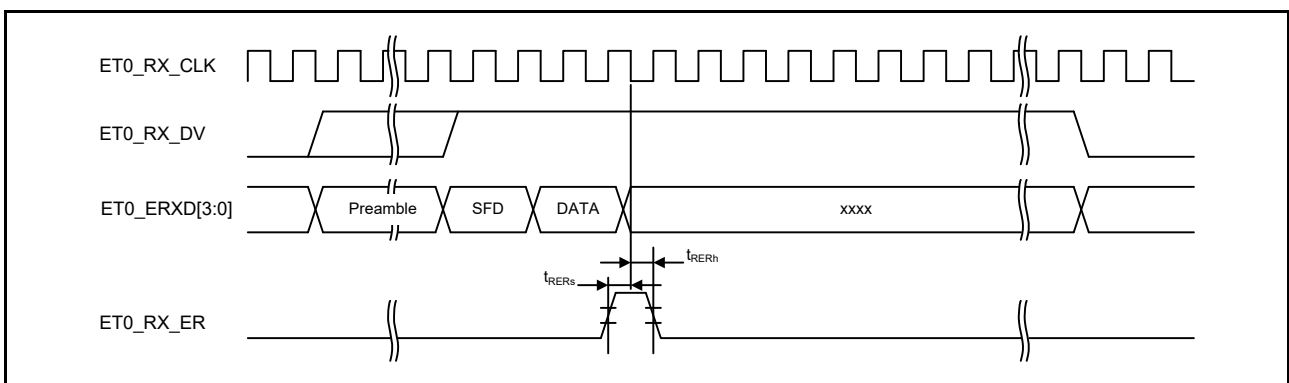 ET0_RX_CLK
ET0_RX_DV
ET0_ERXD[3:0]
Preamble
SFD
DATA
xxxx
tRERh
tRERs
ET0_RX_ER